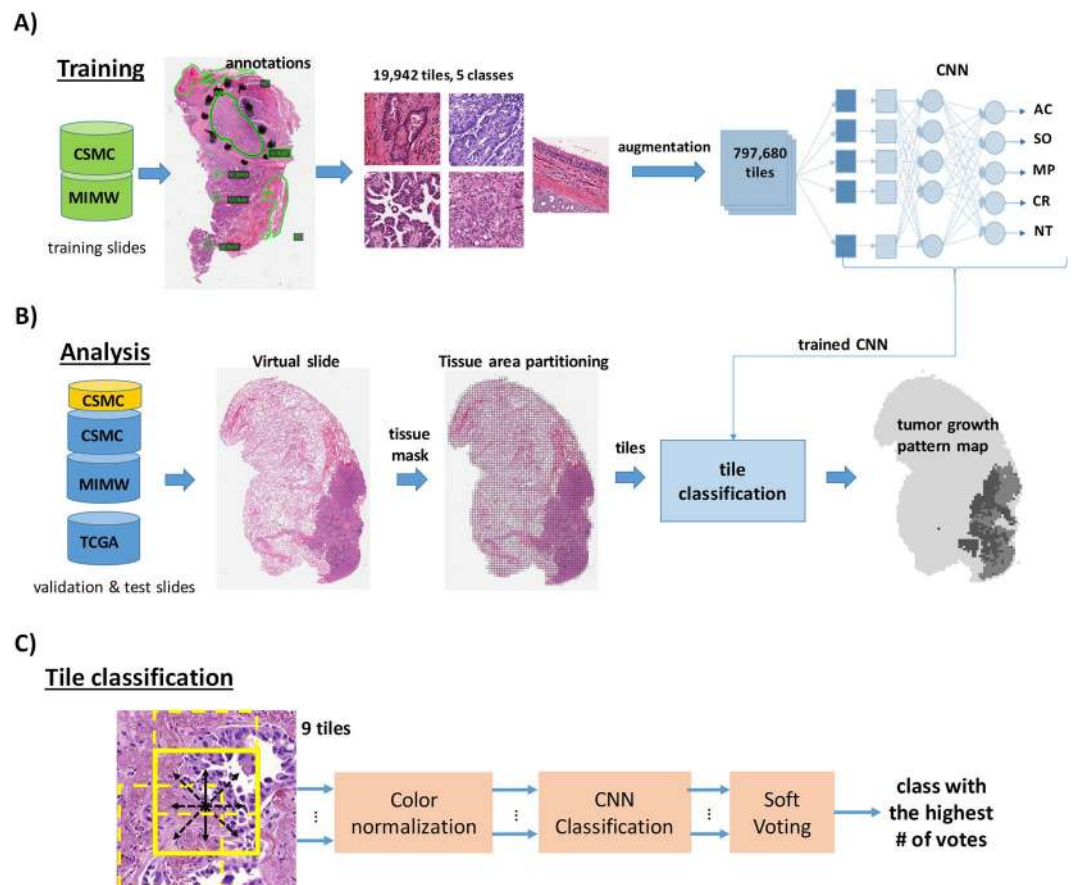 A)
Training
annotations
19,942 tiles, 5 classes
CNN
CSMC
MIMW
training slides
augmentation
797,680
tiles
AC
SO
MP
CR
NT
B)
Analysis
Virtual slide
Tissue area partitioning
trained CNN
CSMC
CSMC
MIMW
TCGA
validation & test slides
tissue
mask
tiles
tile
classification
tumor growth
pattern map
C)
Tile classification
9 tiles
...
Color
normalization
...
CNN
Classification
...
Soft
Voting
class with
the highest
# of votes